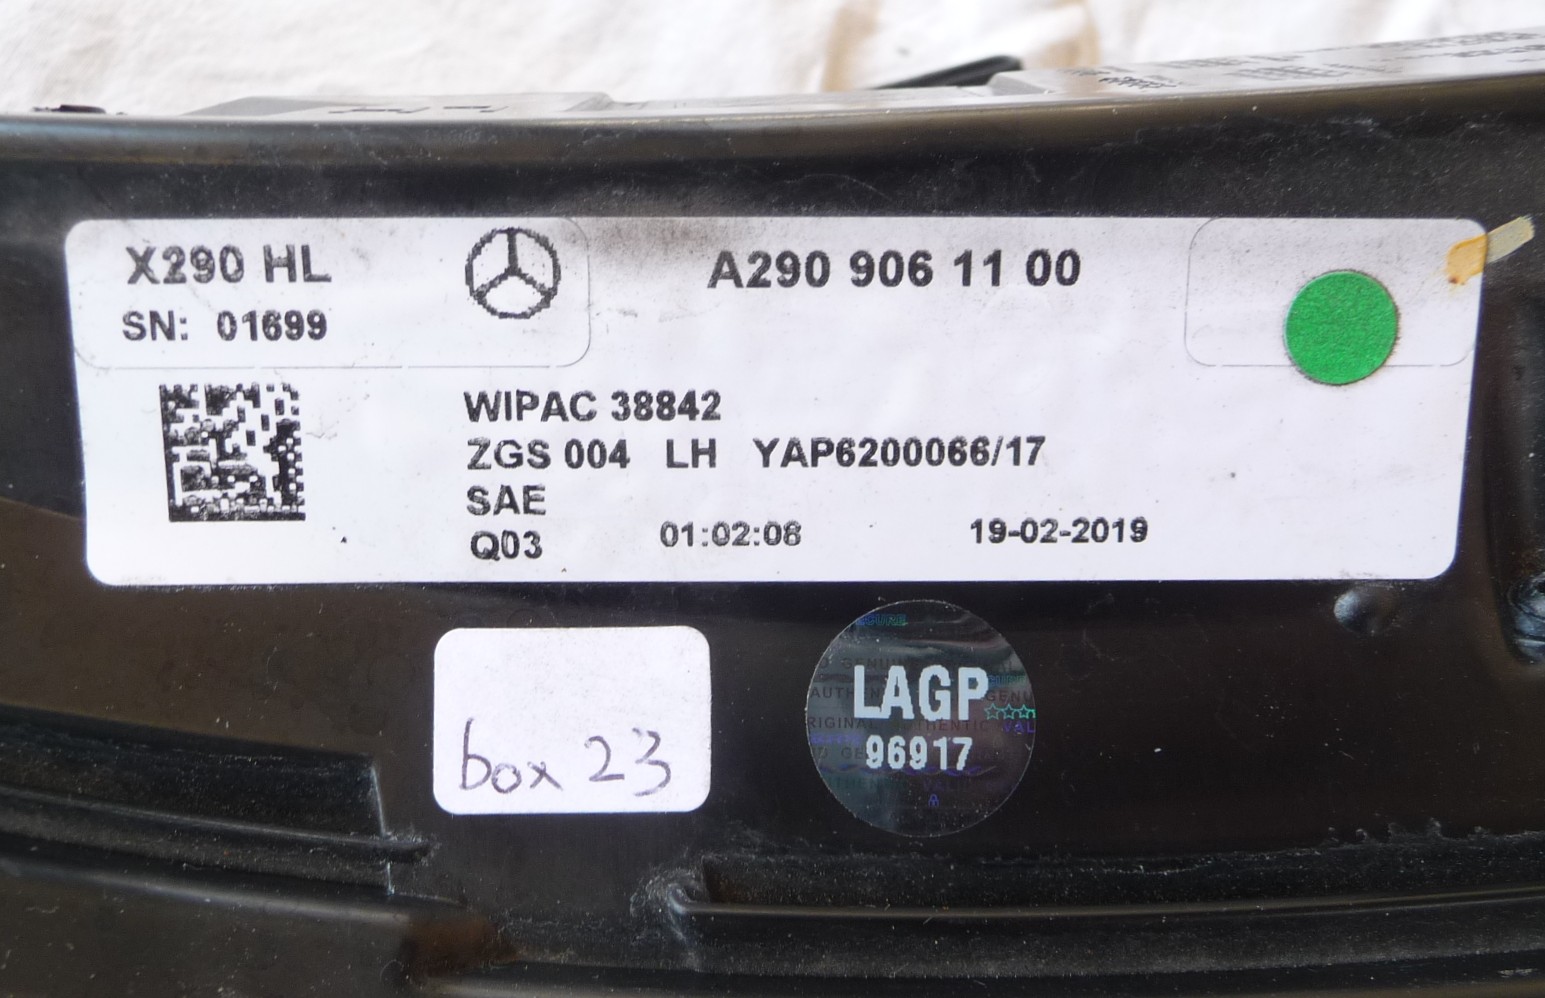 X290 HL
SN: 01699
A290 906 11 00
WIPAC 38842
ZGS 004 LH YAP6200066/17
SAE
Q03 01:02:08 19-02-2019
box 23
LAGP
96917